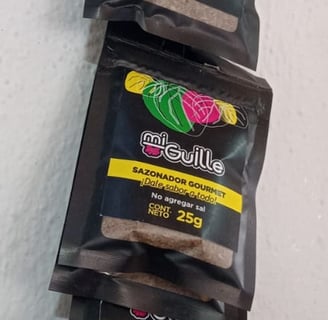 mi
Guille
SAZONADOR GOURMET
¡Dale sabor a todo!
No agregar sal
CONT.
NETO 25g